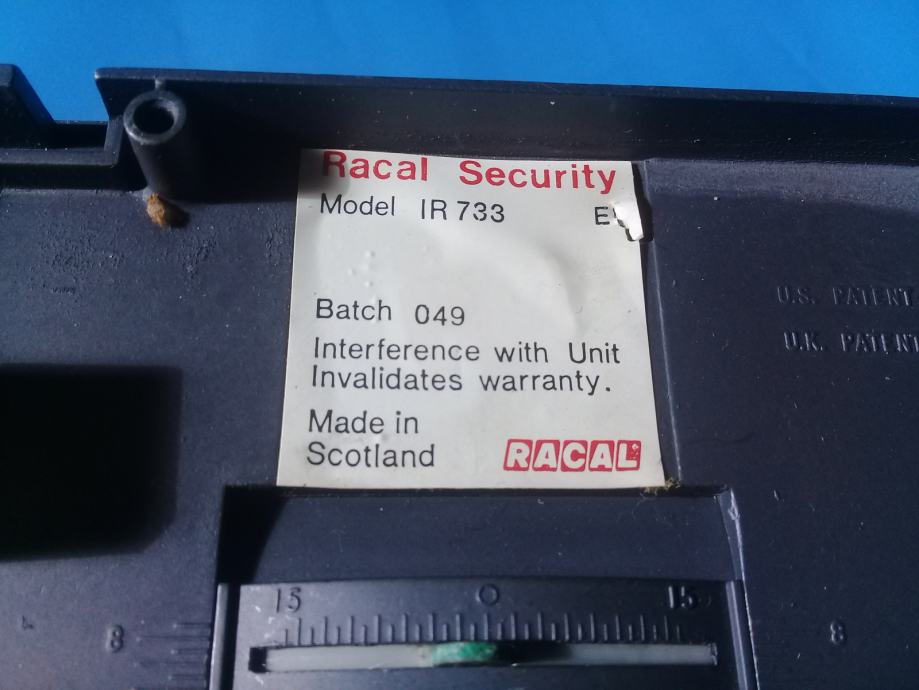 Racal Security
Model IR 733
Batch 049
Interference with Unit
Invalidates warranty.
Made in
Scotland
RACAL
U.S. PATENT
U.K. PATENT
15 0 15
8 8